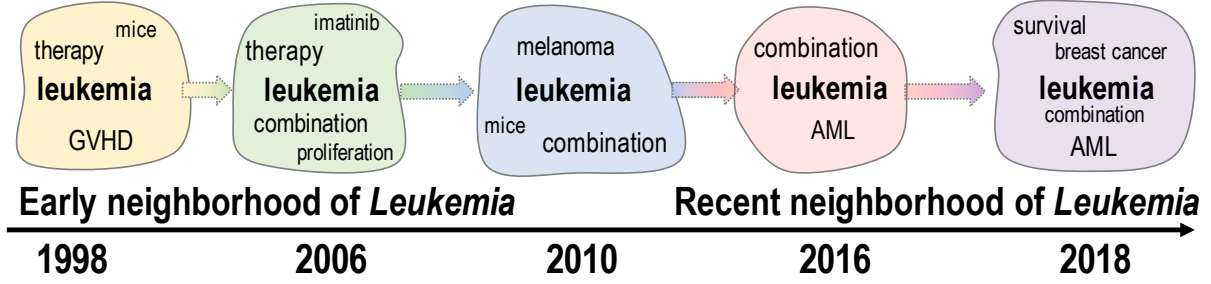 mice
therapy
leukemia
GVHD
imatinib
therapy
leukemia
combination
proliferation
melanoma
leukemia
mice
combination
combination
leukemia
AML
survival
breast cancer
leukemia
combination
AML
Early neighborhood of Leukemia
Recent neighborhood of Leukemia
1998 2006 2010 2016 2018